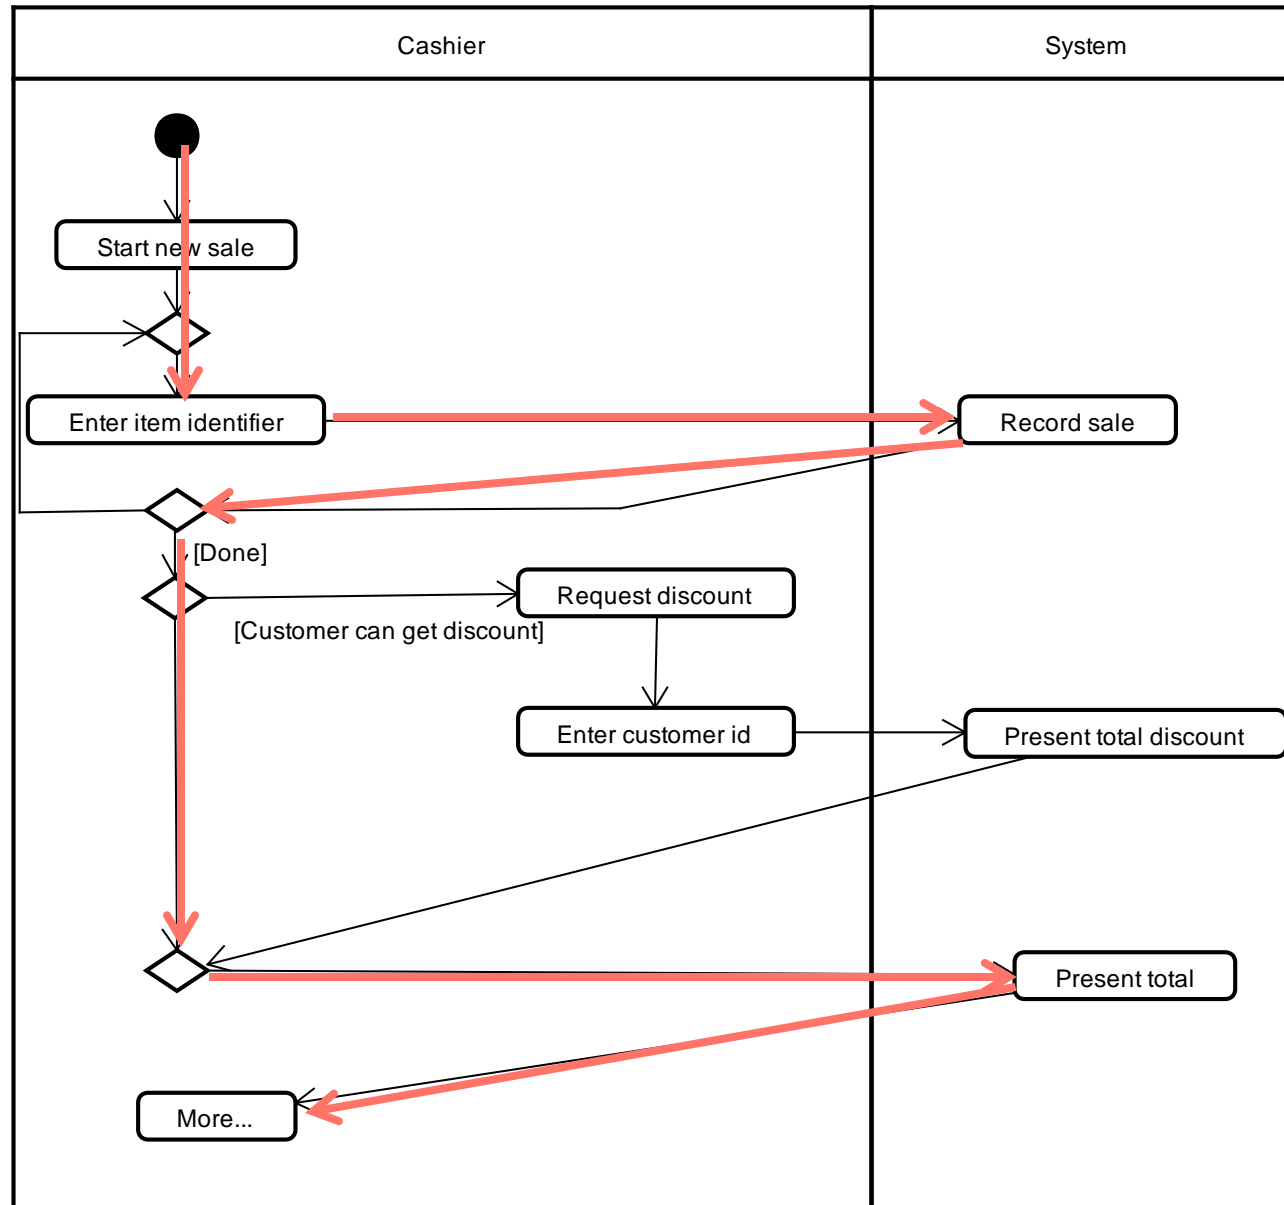 Cashier
System
Start new sale
Enter item identifier
Record sale
[Done]
Request discount
[Customer can get discount]
Enter customer id
Present total discount
Present total
More...